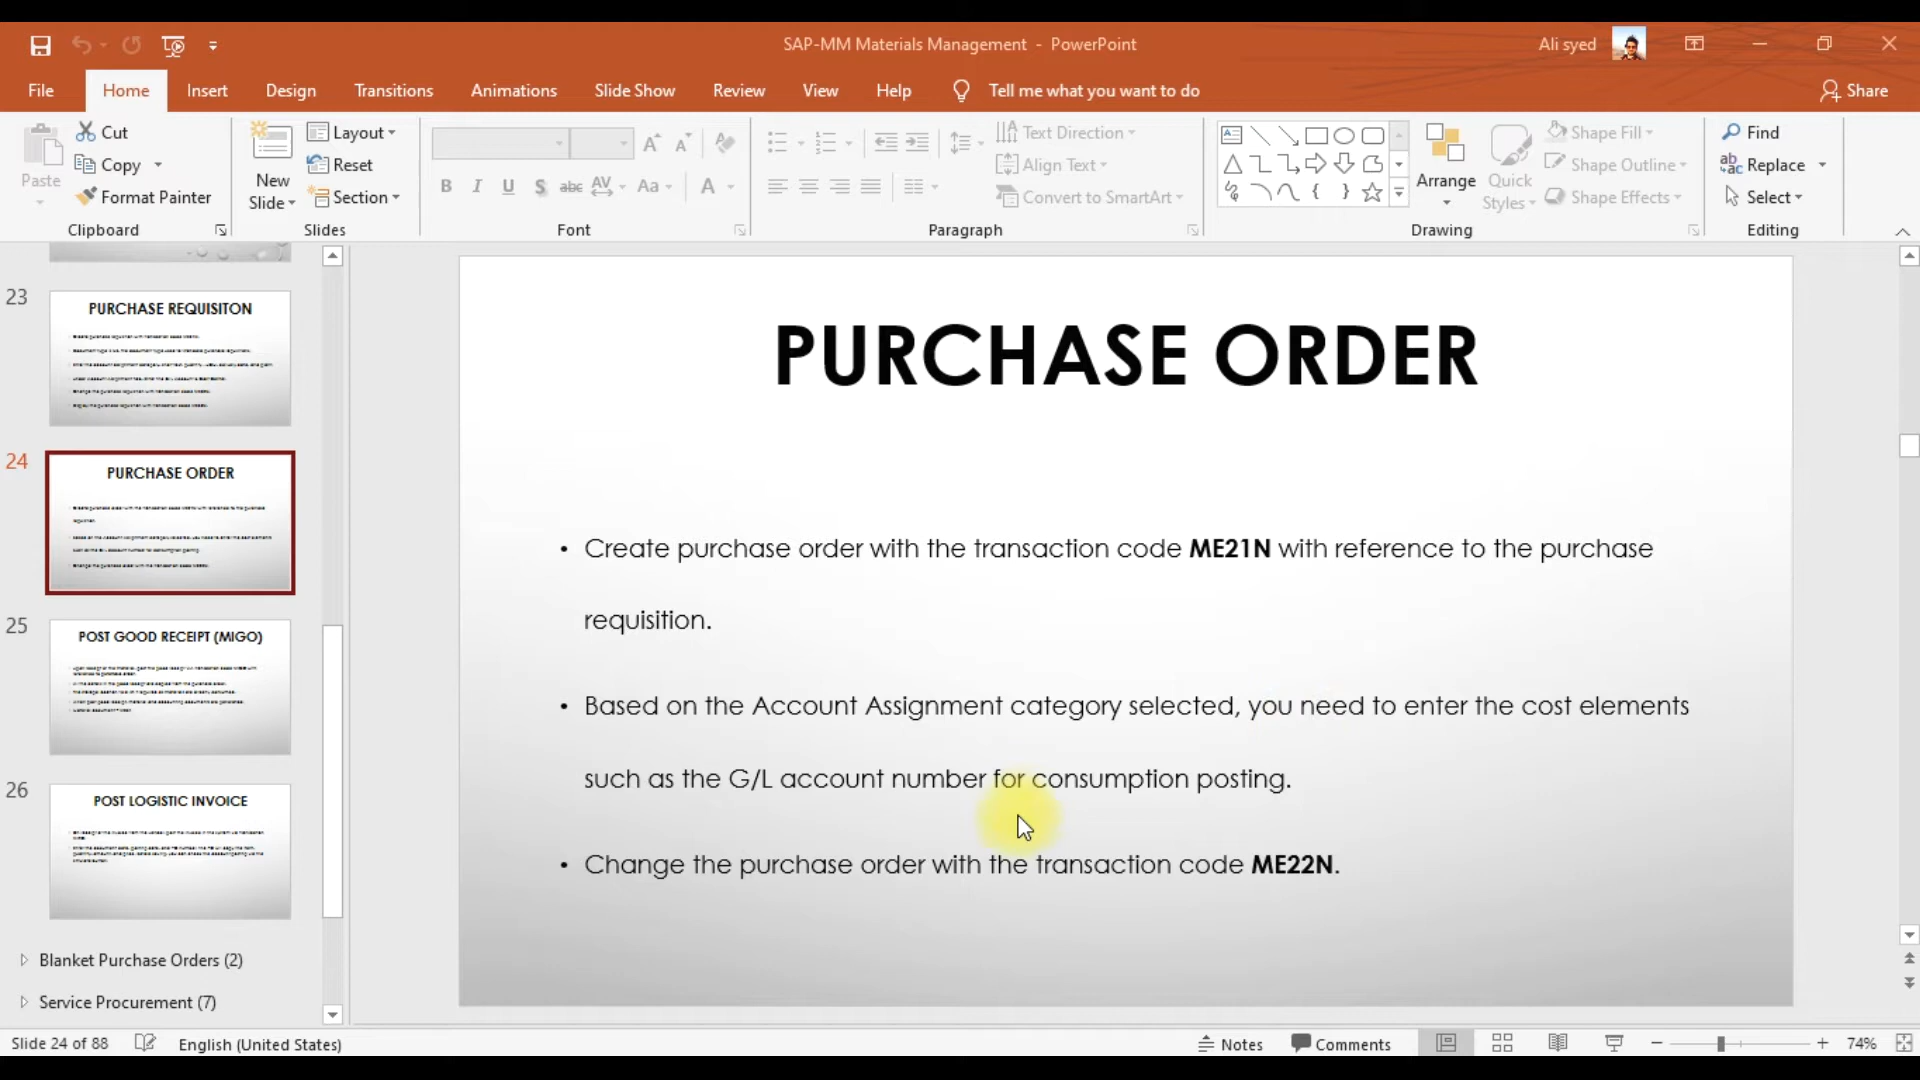 SAP-MM Materials Management - PowerPoint
Ali syed
File Home Insert Design Transitions Animations Slide Show Review View Help Tell me what you want to do Share
Paste
Cut
Copy
Format Painter
Clipboard
New
Slide
Layout
Reset
Section
Slides
B I U S abc AV Aa A
Font
Text Direction
Align Text
Convert to SmartArt
Paragraph
Arrange
Quick
Styles
Shape Fill
Shape Outline
Shape Effects
Drawing
Find
Replace
Select
Editing
23
PURCHASE REQUISITON
24
PURCHASE ORDER
25
POST GOOD RECEIPT (MIGO)
26
POST LOGISTIC INVOICE
Blanket Purchase Orders (2)
Service Procurement (7)
PURCHASE ORDER
• Create purchase order with the transaction code ME21N with reference to the purchase
requisition.
• Based on the Account Assignment category selected, you need to enter the cost elements
such as the G/L account number for consumption posting.
• Change the purchase order with the transaction code ME22N.
Slide 24 of 88 English (United States) Notes Comments 74%